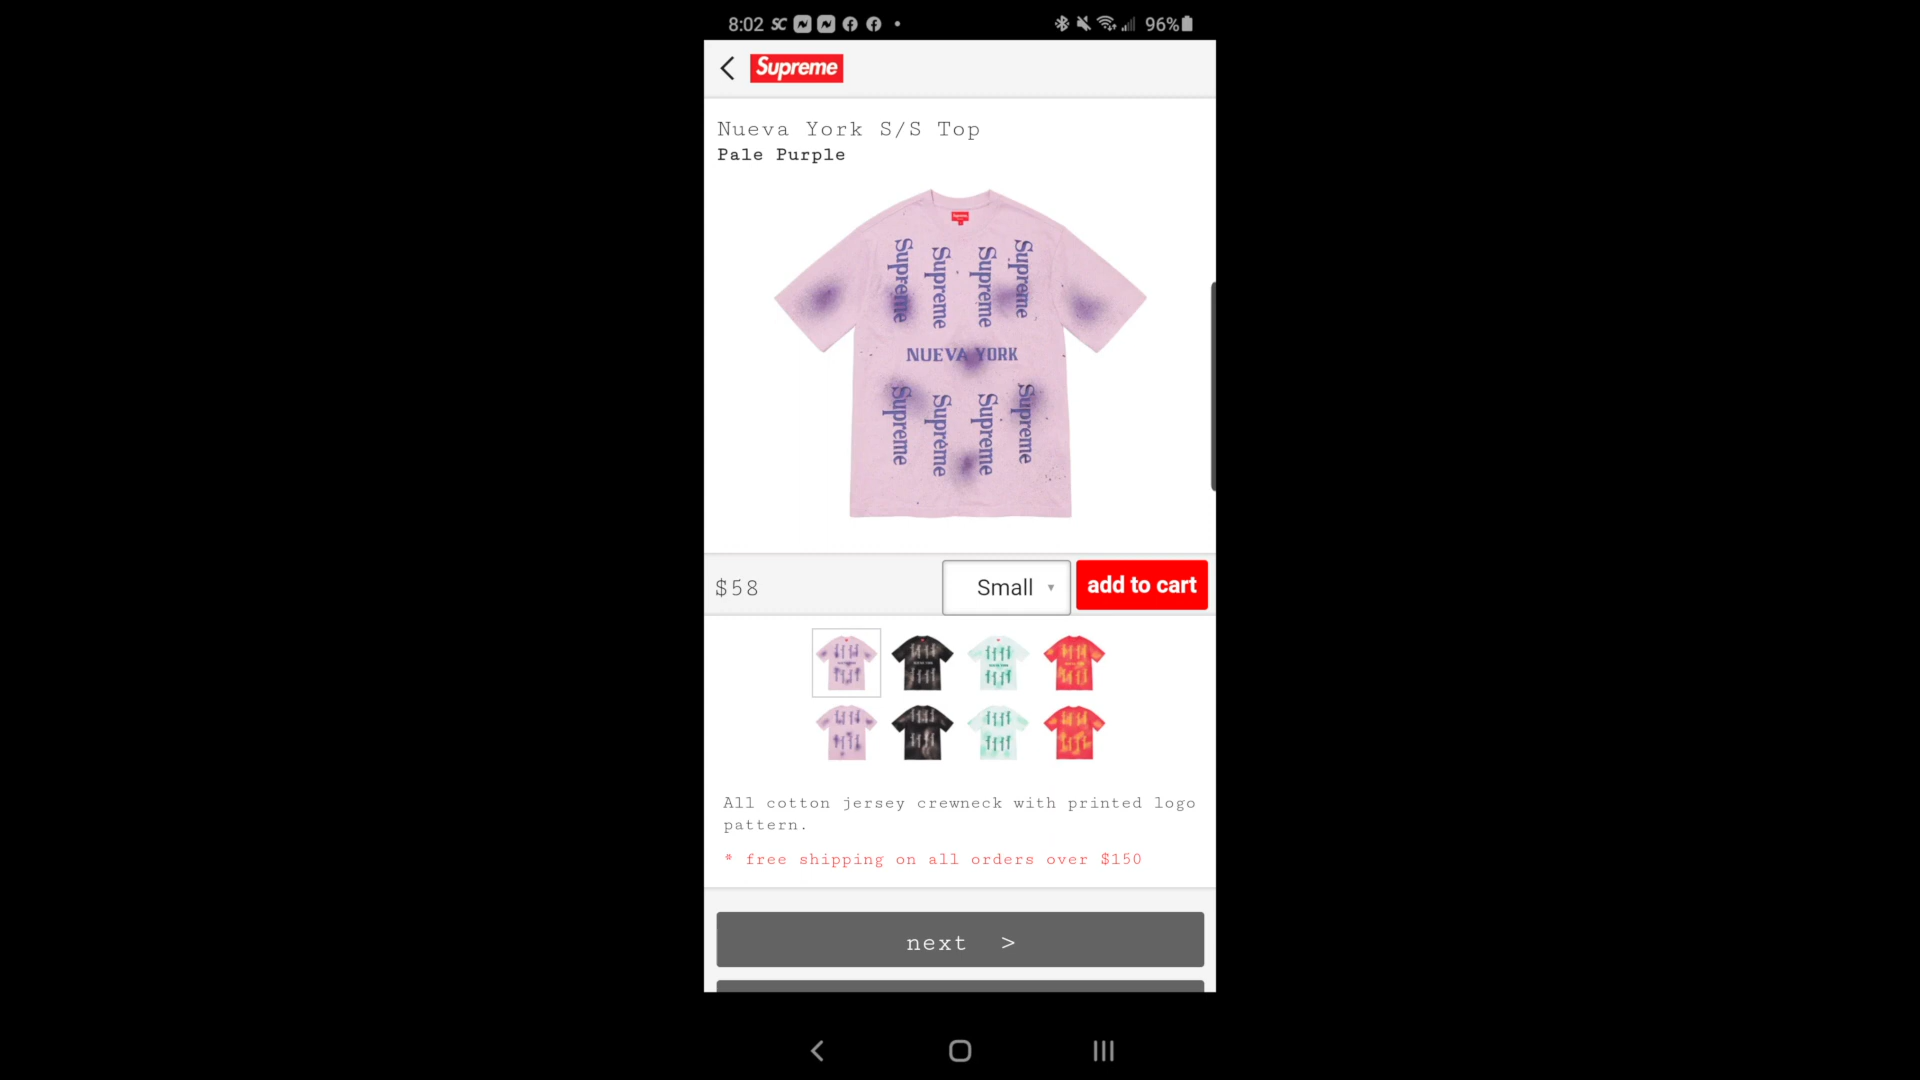 8:02 SC 96%
Supreme
Nueva York S/S Top
Pale Purple
Supreme
Supreme Supreme Supreme Supreme
NUEVA YORK
Supreme Supreme Supreme Supreme
$58 Small add to cart
All cotton jersey crewneck with printed logo
pattern.
* free shipping on all orders over $150
next >